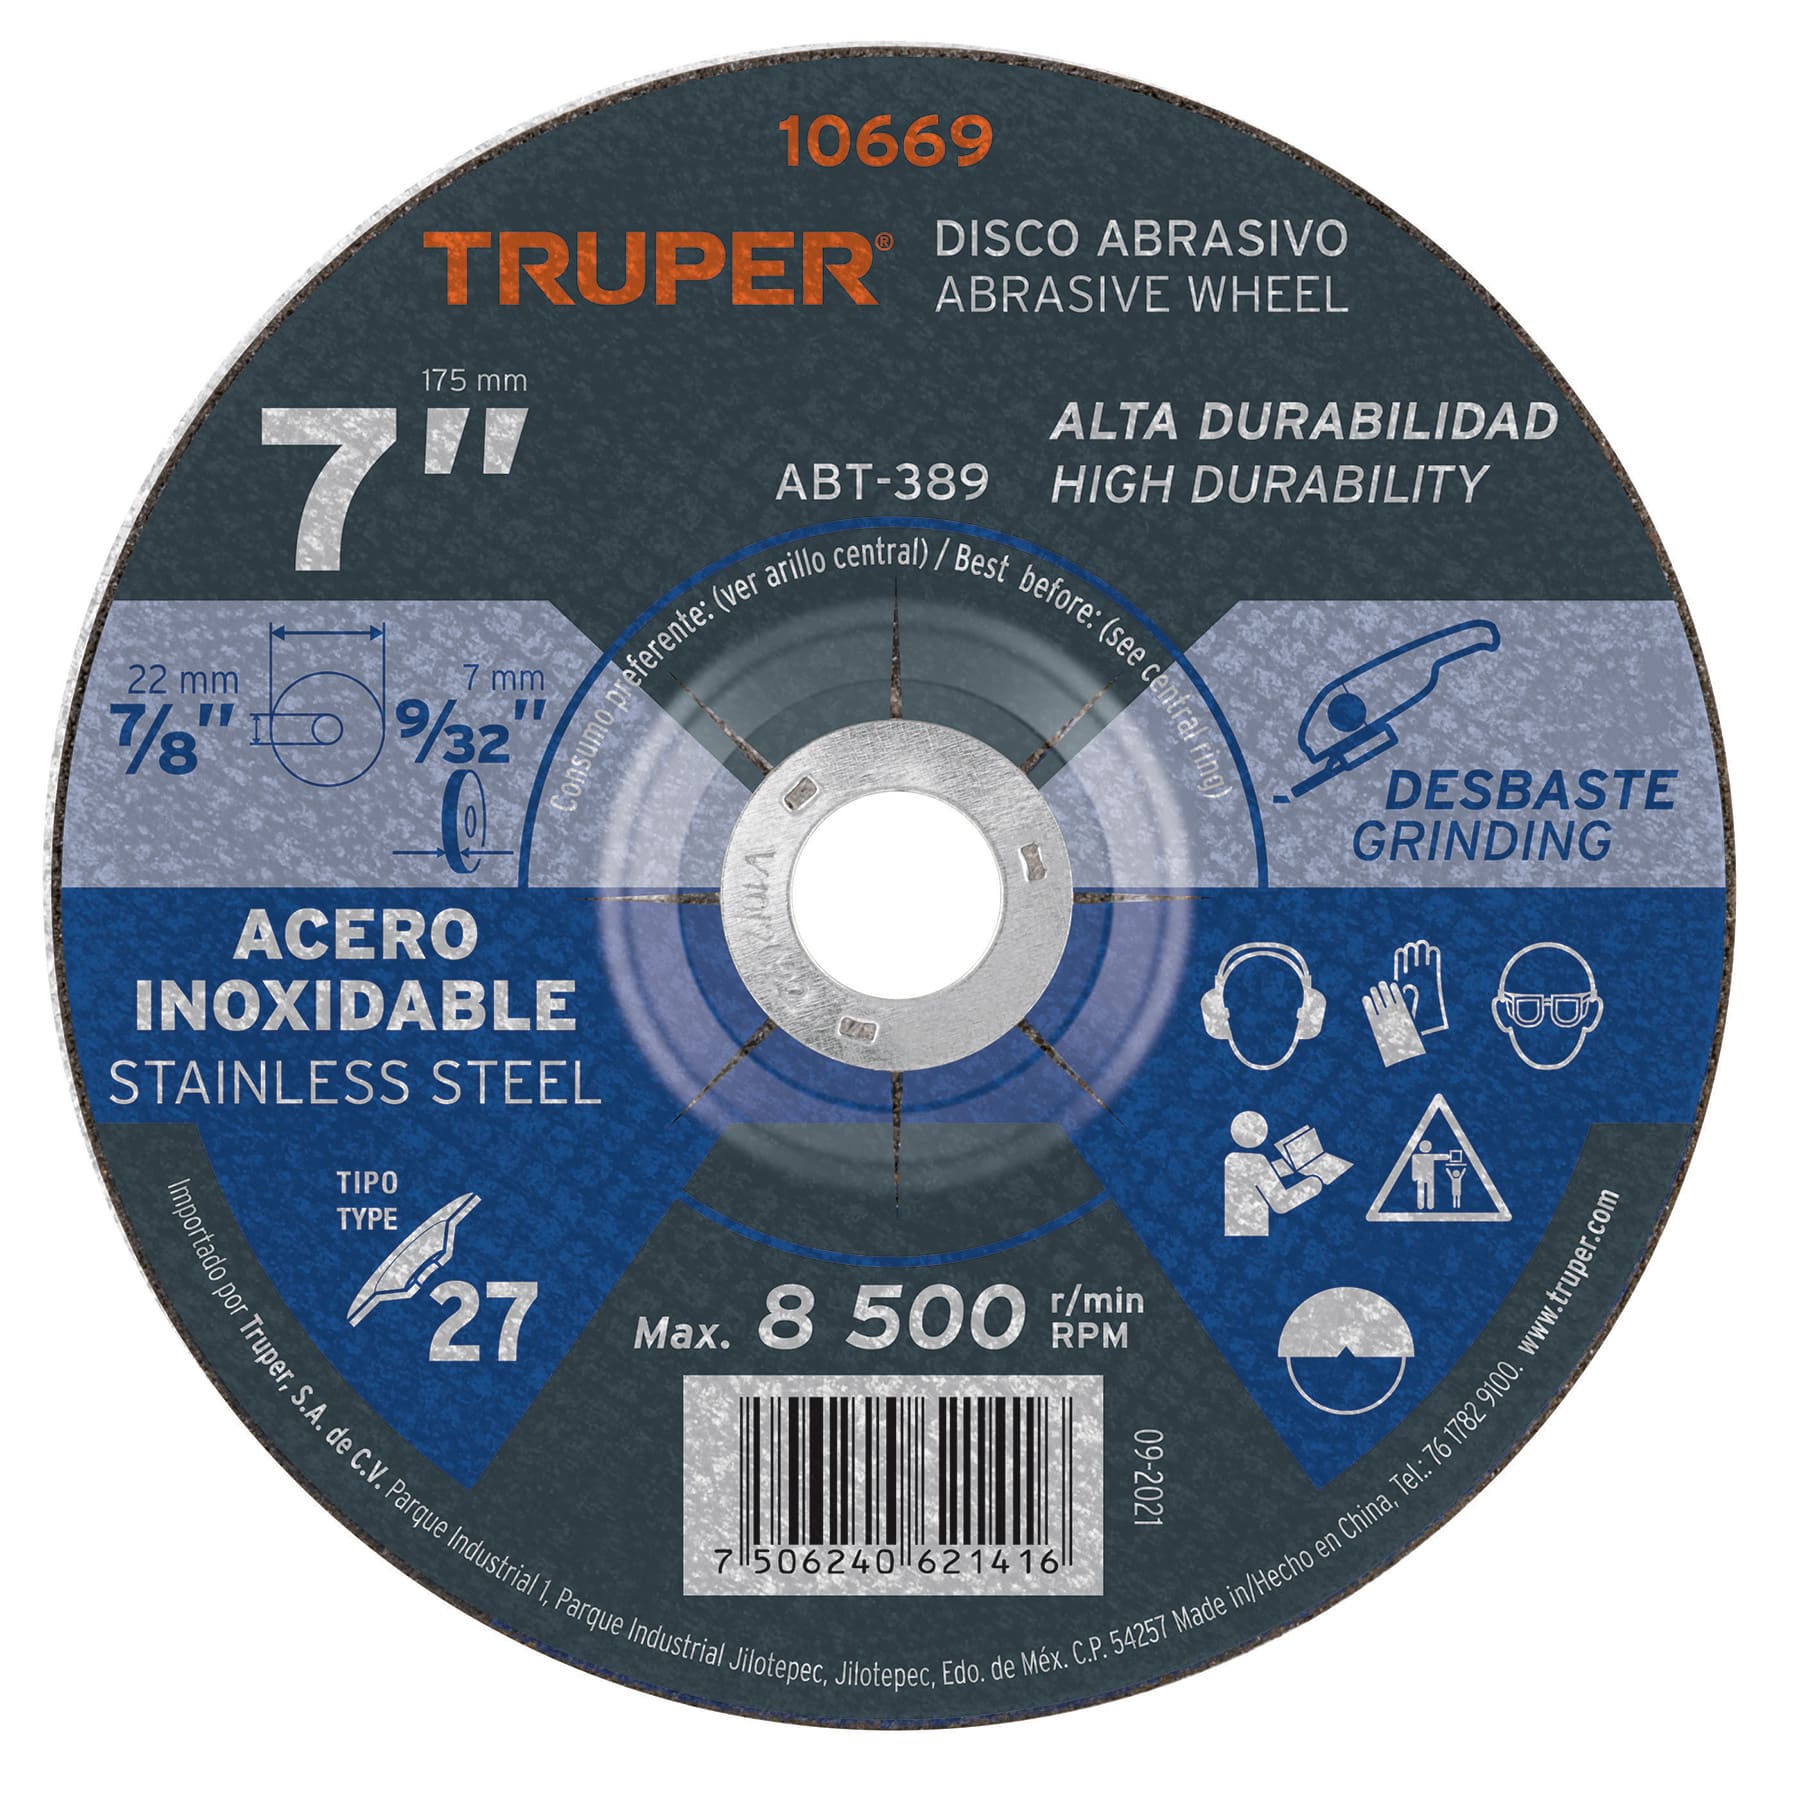 10669
TRUPER®
DISCO ABRASIVO
ABRASIVE WHEEL
175 mm
7"
ALTA DURABILIDAD
HIGH DURABILITY
ABT-389
Consumo preferente: (ver arillo central) / Best before: (see central ring)
22 mm
7/8"
7 mm
9/32"
DESBASTE
GRINDING
ACERO
INOXIDABLE
STAINLESS STEEL
TIPO
TYPE
27
Max. 8 500 r/min
RPM
09-2021
7 506240 621416
Importado por Truper, S.A. de C.V. Parque Industrial 1, Parque Industrial Jilotepec, Jilotepec, Edo. de Méx. C.P. 54257 Made in/Hecho en China, Tel.: 76 1782 9100. www.truper.com